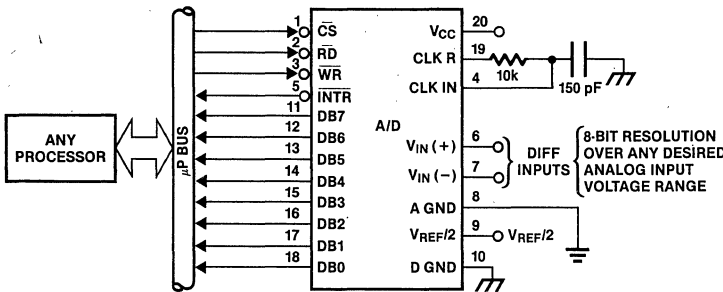 ANY
PROCESSOR
µP BUS
1 CS
2 RD
3 WR
5 INTR
11 DB7
12 DB6
13 DB5
14 DB4
15 DB3
16 DB2
17 DB1
18 DB0
A/D
VCC 20
CLK R 19
10k
150 pF
CLK IN 4
VIN (+) 6
VIN (−) 7
DIFF
INPUTS
8-BIT RESOLUTION
OVER ANY DESIRED
ANALOG INPUT
VOLTAGE RANGE
A GND 8
VREF/2 9 VREF/2
D GND 10